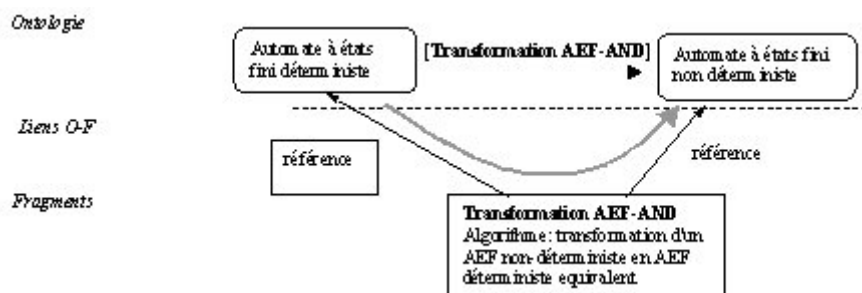 Ontologie
Automate à états
fini déterministe
[Transformation AEF-AND]
Automate à états fini
non déterministe
Liens O-F
référence
référence
Fragments
Transformation AEF-AND
Algorithme: transformation d'un
AEF non-déterministe en AEF
déterministe equivalent